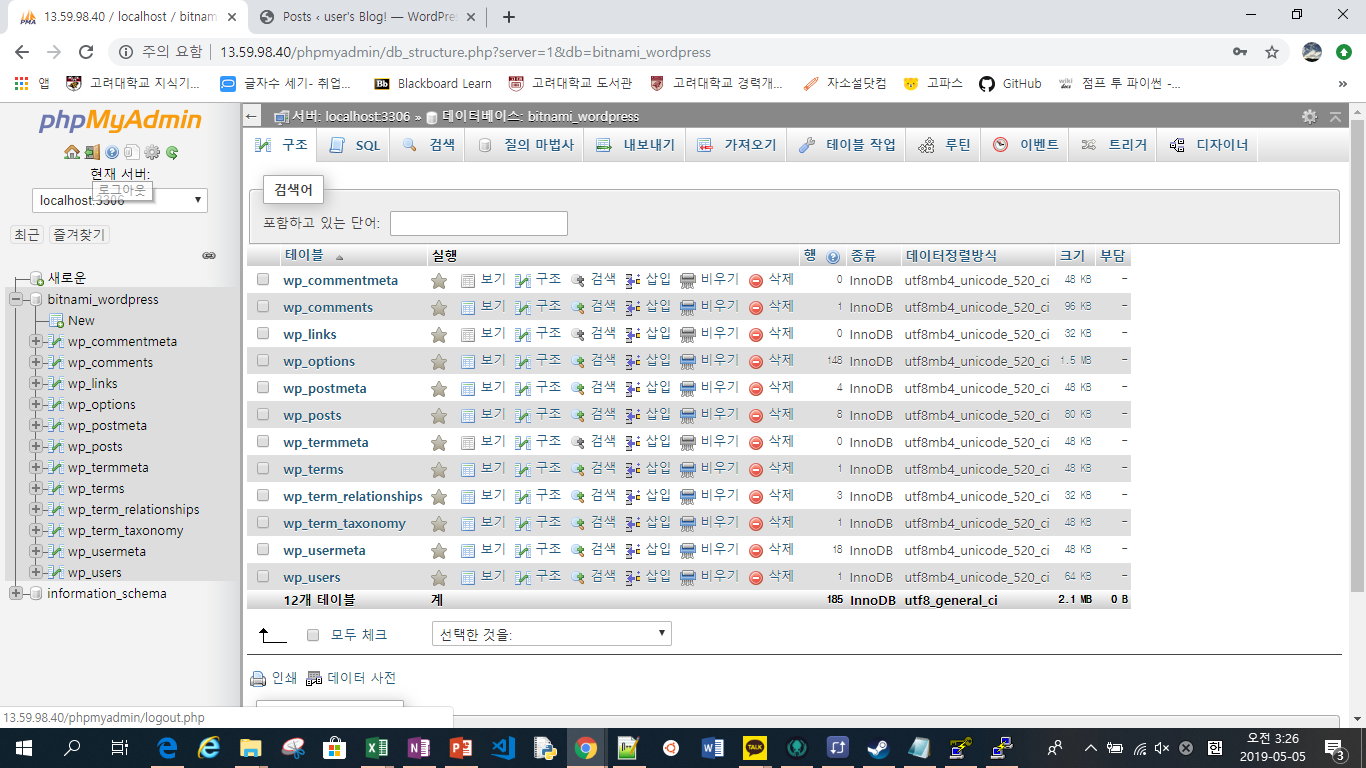 13.59.98.40 / localhost / bitnam
Posts ‹ user's Blog! — WordPre
주의 요함 | 13.59.98.40/phpmyadmin/db_structure.php?server=1&db=bitnami_wordpress
앱 고려대학교 지식기... 글자수 세기- 취업... Bb Blackboard Learn 고려대학교 도서관 고려대학교 경력개... 자소설닷컴 고파스 GitHub wiki 점프 투 파이썬 -... »
phpMyAdmin
현재 서버:
로그아웃
localhost:3306
최근 즐겨찾기
새로운
bitnami_wordpress
New
wp_commentmeta
wp_comments
wp_links
wp_options
wp_postmeta
wp_posts
wp_termmeta
wp_terms
wp_term_relationships
wp_term_taxonomy
wp_usermeta
wp_users
information_schema
서버: localhost:3306 » 데이터베이스: bitnami_wordpress
구조 SQL 검색 질의 마법사 내보내기 가져오기 테이블 작업 루틴 이벤트 트리거 디자이너
검색어
포함하고 있는 단어:
테이블 실행 행 종류 데이터정렬방식 크기 부담
wp_commentmeta 보기 구조 검색 삽입 비우기 삭제 0 InnoDB utf8mb4_unicode_520_ci 48 KB -
wp_comments 보기 구조 검색 삽입 비우기 삭제 1 InnoDB utf8mb4_unicode_520_ci 96 KB -
wp_links 보기 구조 검색 삽입 비우기 삭제 0 InnoDB utf8mb4_unicode_520_ci 32 KB -
wp_options 보기 구조 검색 삽입 비우기 삭제 148 InnoDB utf8mb4_unicode_520_ci 1.5 MB -
wp_postmeta 보기 구조 검색 삽입 비우기 삭제 4 InnoDB utf8mb4_unicode_520_ci 48 KB -
wp_posts 보기 구조 검색 삽입 비우기 삭제 8 InnoDB utf8mb4_unicode_520_ci 80 KB -
wp_termmeta 보기 구조 검색 삽입 비우기 삭제 0 InnoDB utf8mb4_unicode_520_ci 48 KB -
wp_terms 보기 구조 검색 삽입 비우기 삭제 1 InnoDB utf8mb4_unicode_520_ci 48 KB -
wp_term_relationships 보기 구조 검색 삽입 비우기 삭제 3 InnoDB utf8mb4_unicode_520_ci 32 KB -
wp_term_taxonomy 보기 구조 검색 삽입 비우기 삭제 1 InnoDB utf8mb4_unicode_520_ci 48 KB -
wp_usermeta 보기 구조 검색 삽입 비우기 삭제 18 InnoDB utf8mb4_unicode_520_ci 48 KB -
wp_users 보기 구조 검색 삽입 비우기 삭제 1 InnoDB utf8mb4_unicode_520_ci 64 KB -
12개 테이블 계 185 InnoDB utf8_general_ci 2.1 MB 0 B
모두 체크 선택한 것을:
인쇄 데이터 사전
13.59.98.40/phpmyadmin/logout.php
TALK
한
오전 3:26
2019-05-05
3